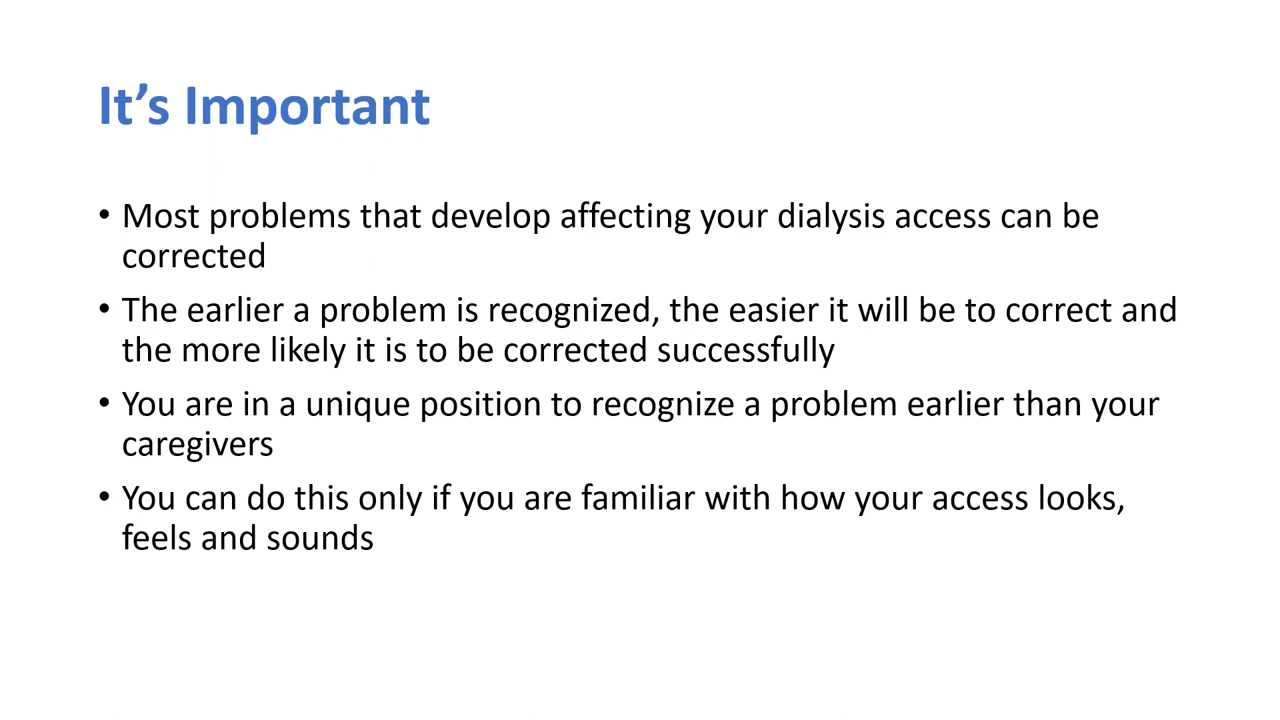 It’s Important
• Most problems that develop affecting your dialysis access can be
corrected
• The earlier a problem is recognized, the easier it will be to correct and
the more likely it is to be corrected successfully
• You are in a unique position to recognize a problem earlier than your
caregivers
• You can do this only if you are familiar with how your access looks,
feels and sounds